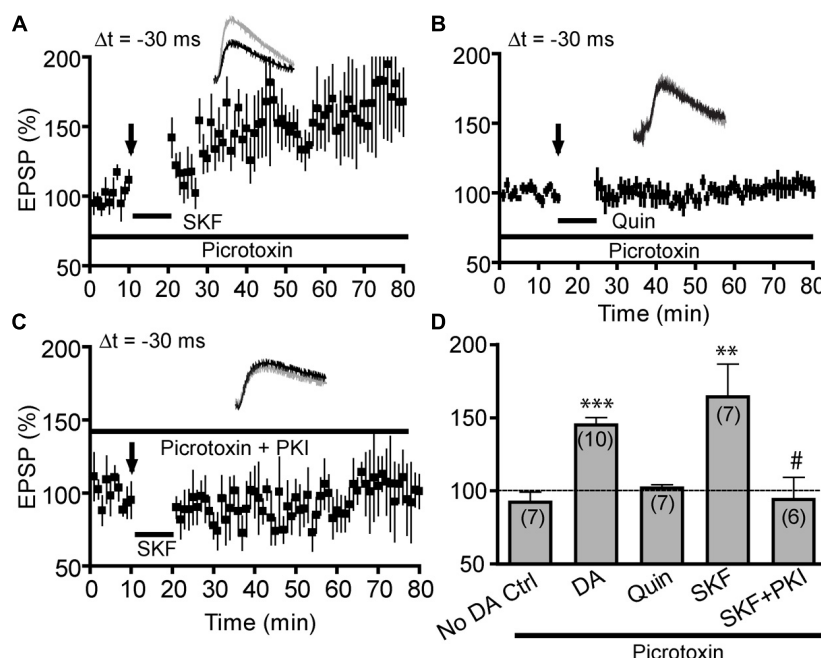 A
Δt = -30 ms
200
150
100
50
EPSP (%)
SKF
Picrotoxin
0 10 20 30 40 50 60 70 80
B
Δt = -30 ms
200
150
100
50
Quin
Picrotoxin
0 10 20 30 40 50 60 70 80
Time (min)
C
Δt = -30 ms
200
150
100
50
EPSP (%)
Picrotoxin + PKI
SKF
0 10 20 30 40 50 60 70 80
Time (min)
D
200
150
100
50
(7)
***
(10)
(7)
**
(7)
#
(6)
No DA Ctrl
DA
Quin
SKF
SKF+PKI
Picrotoxin